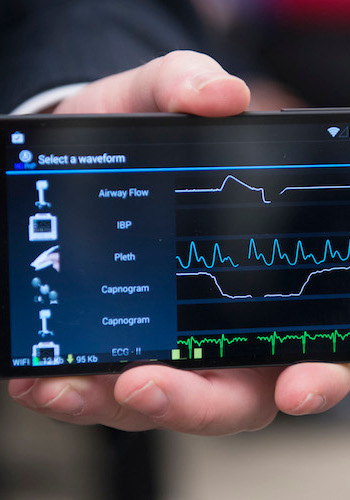 Select a waveform
Airway Flow
IBP
Pleth
Capnogram
Capnogram
ECG - II
WIFI 12 Kb 95 Kb